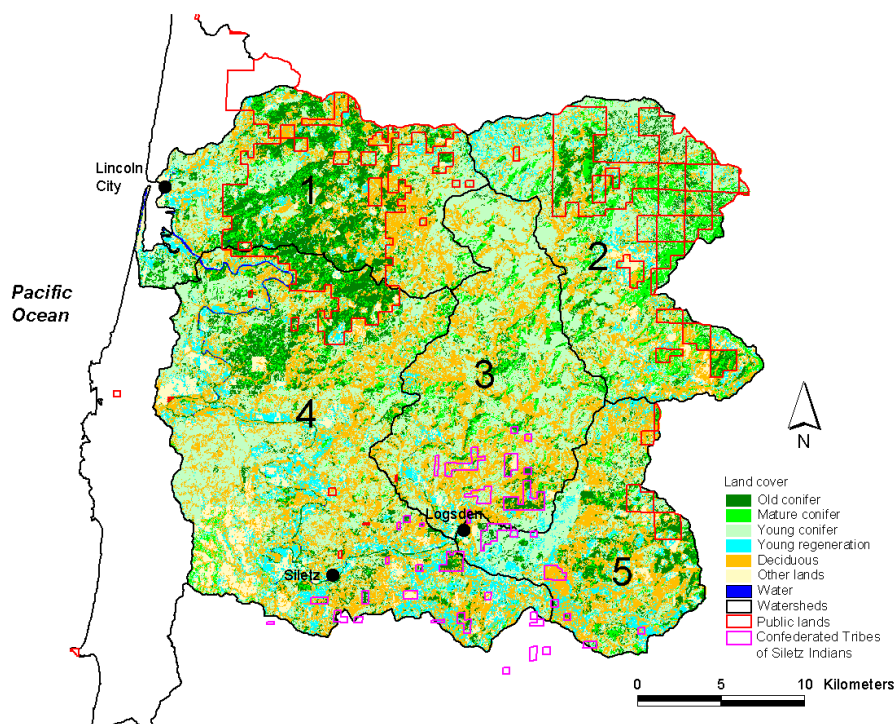 Lincoln
City
1
2
Pacific
Ocean
3
4
N
Land cover
Old conifer
Mature conifer
Young conifer
Young regeneration
Deciduous
Other lands
Water
Watersheds
Public lands
Confederated Tribes
of Siletz Indians
Logsden
Siletz
5
0 5 10 Kilometers